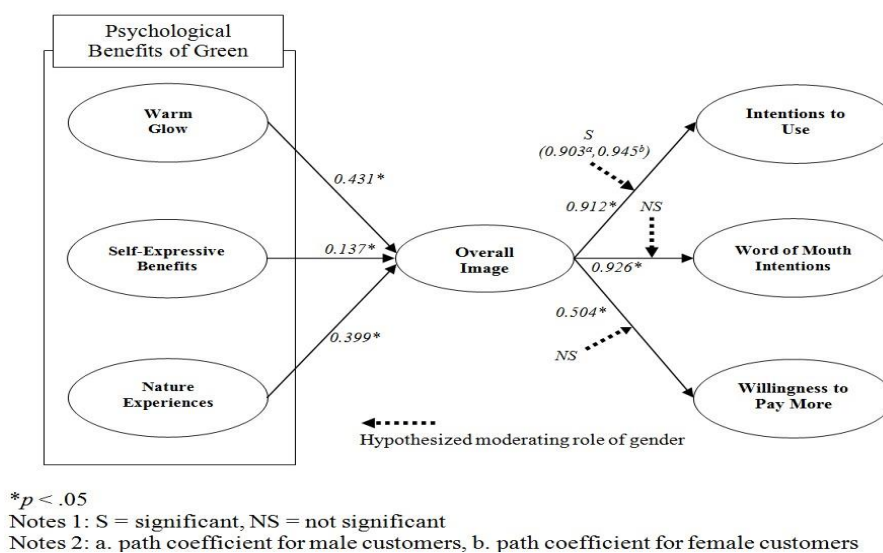 Psychological
Benefits of Green
Warm
Glow
Self-Expressive
Benefits
Nature
Experiences
0.431*
0.137*
0.399*
Overall
Image
S
(0.903a,0.945b)
0.912*
NS
0.926*
0.504*
NS
Intentions to
Use
Word of Mouth
Intentions
Willingness to
Pay More
Hypothesized moderating role of gender
*p < .05
Notes 1: S = significant, NS = not significant
Notes 2: a. path coefficient for male customers, b. path coefficient for female customers